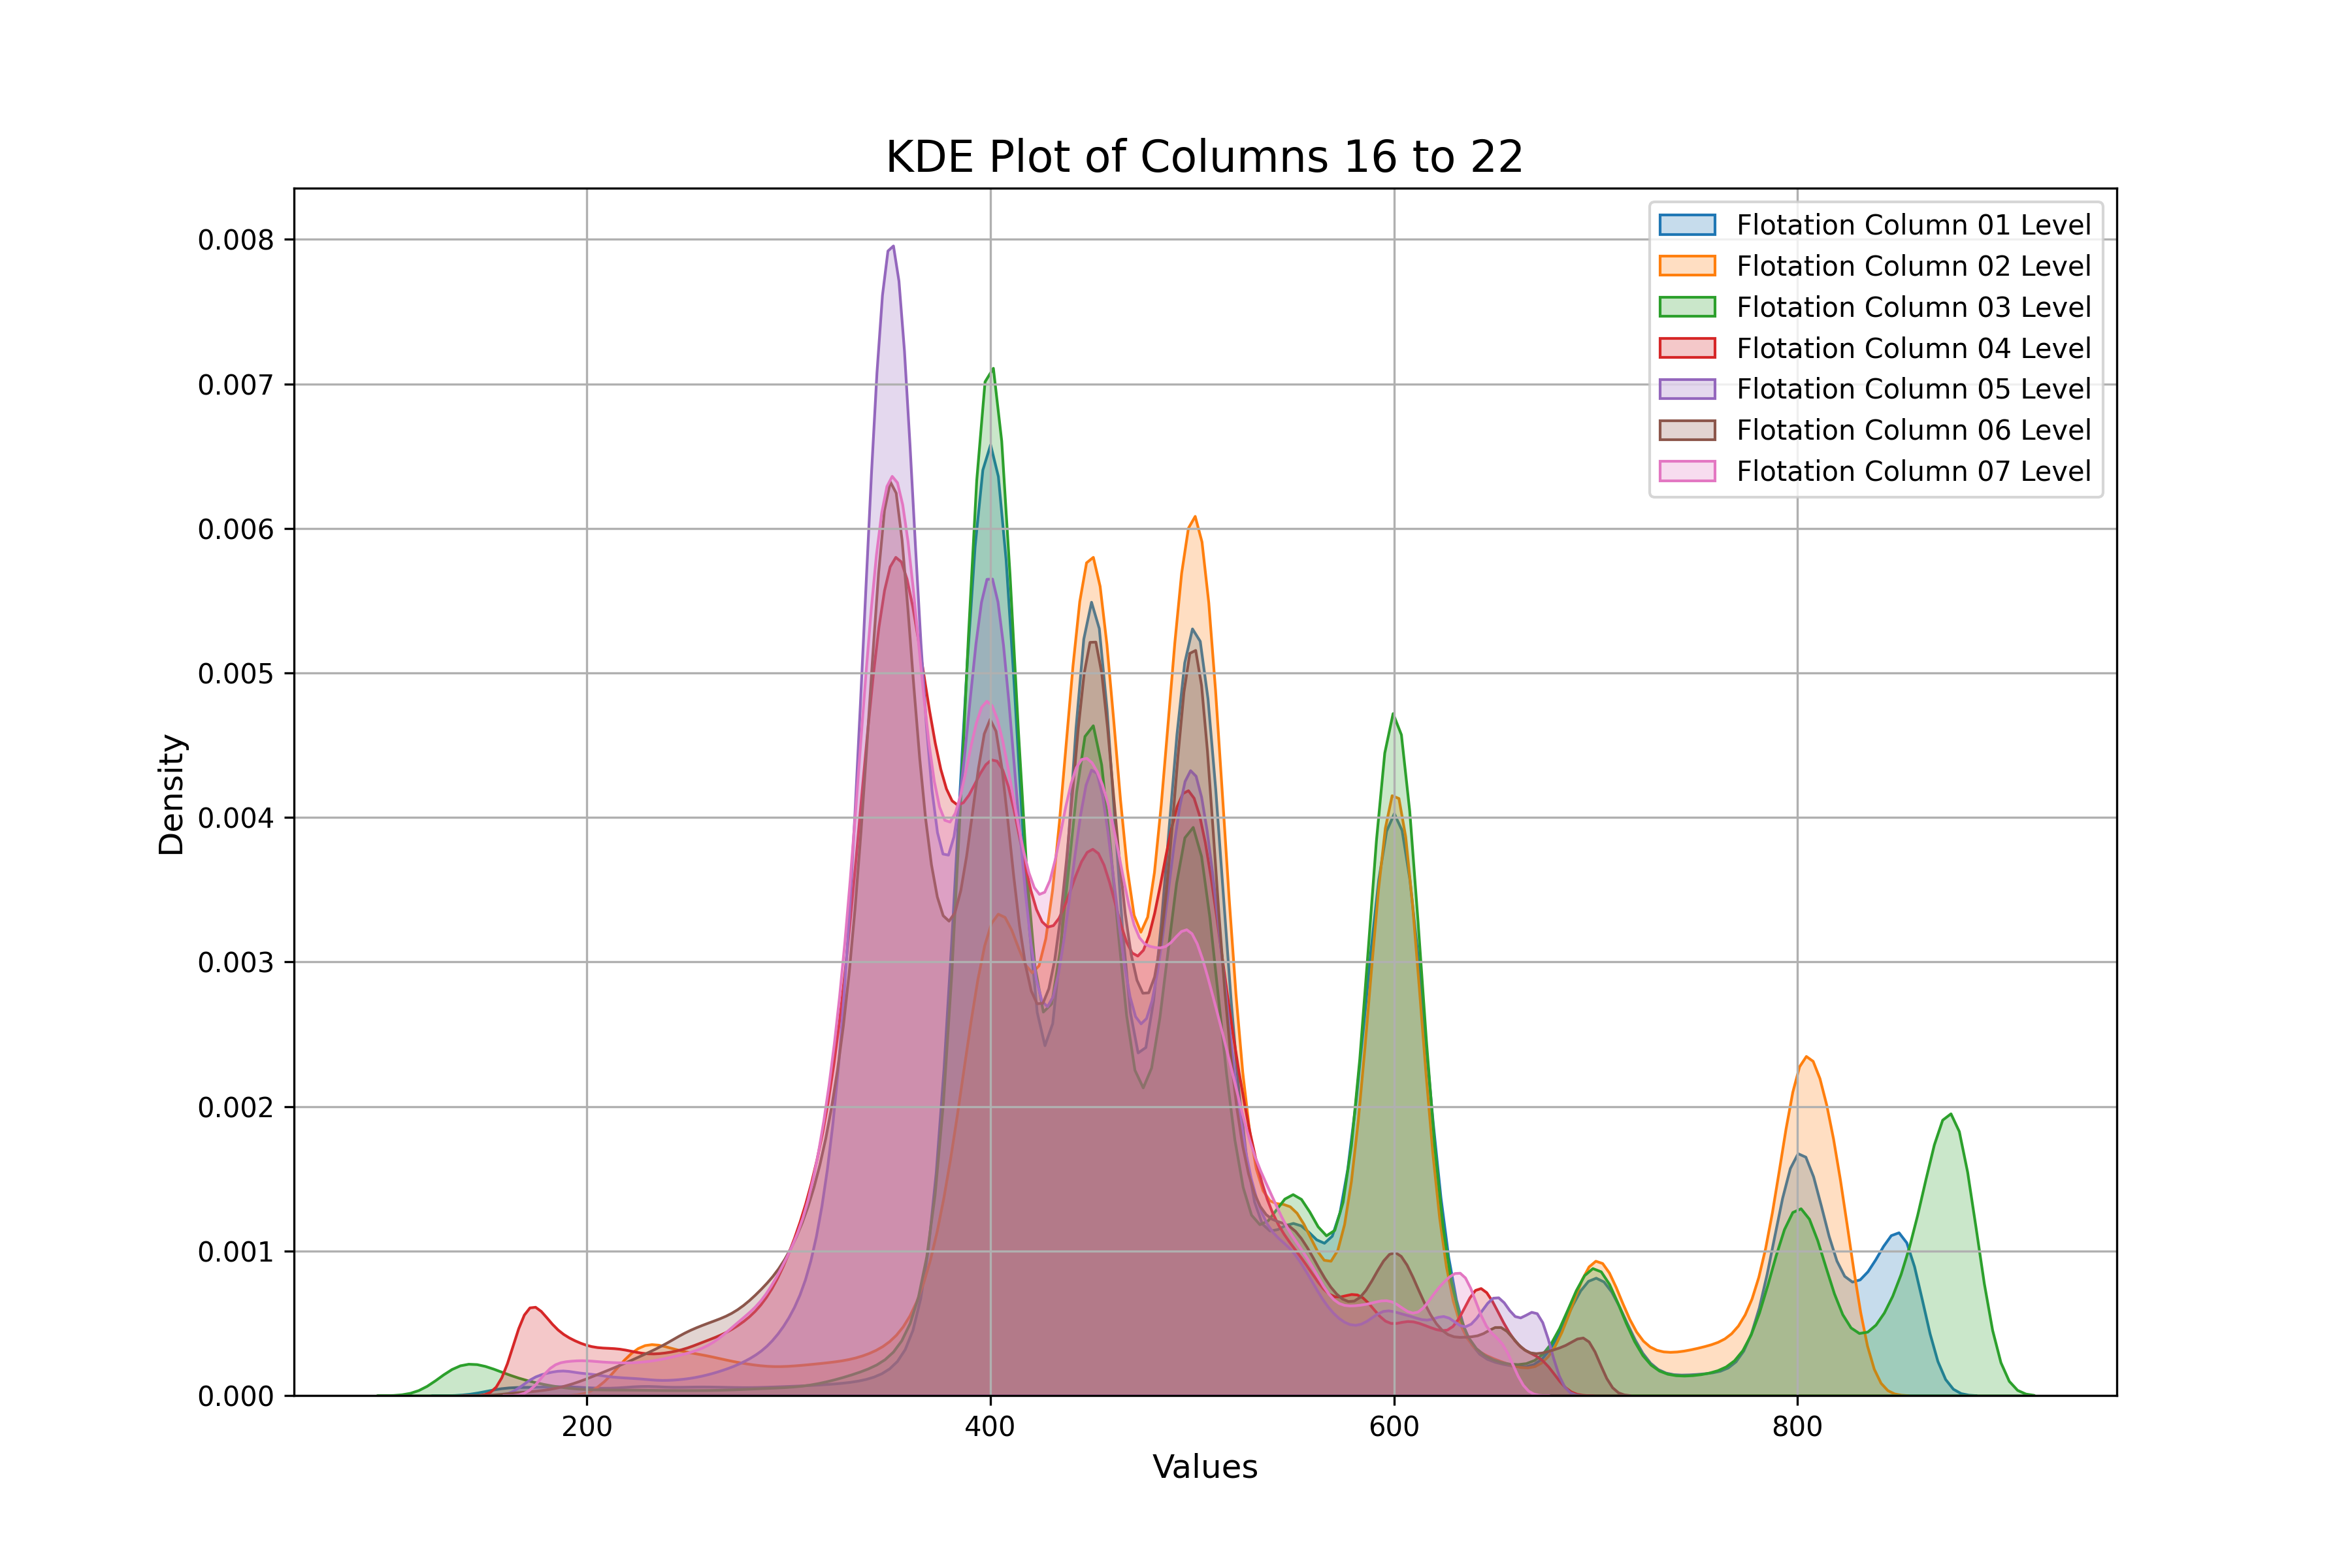 KDE Plot of Columns 16 to 22
Flotation Column 01 Level
Flotation Column 02 Level
Flotation Column 03 Level
Flotation Column 04 Level
Flotation Column 05 Level
Flotation Column 06 Level
Flotation Column 07 Level
0.008
0.007
0.006
0.005
0.004
0.003
0.002
0.001
0.000
Density
200 400 600 800
Values